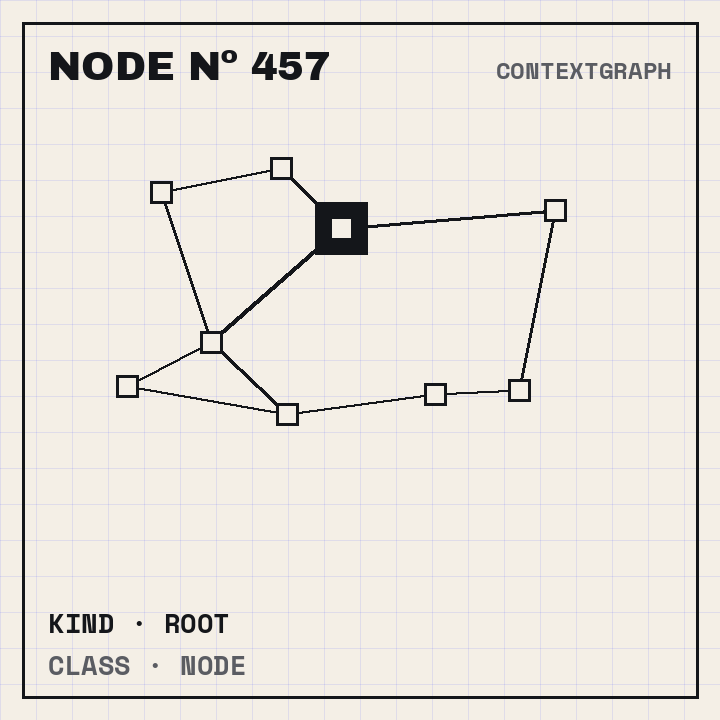 NODE Nº 457
CONTEXTGRAPH
KIND · ROOT
CLASS · NODE